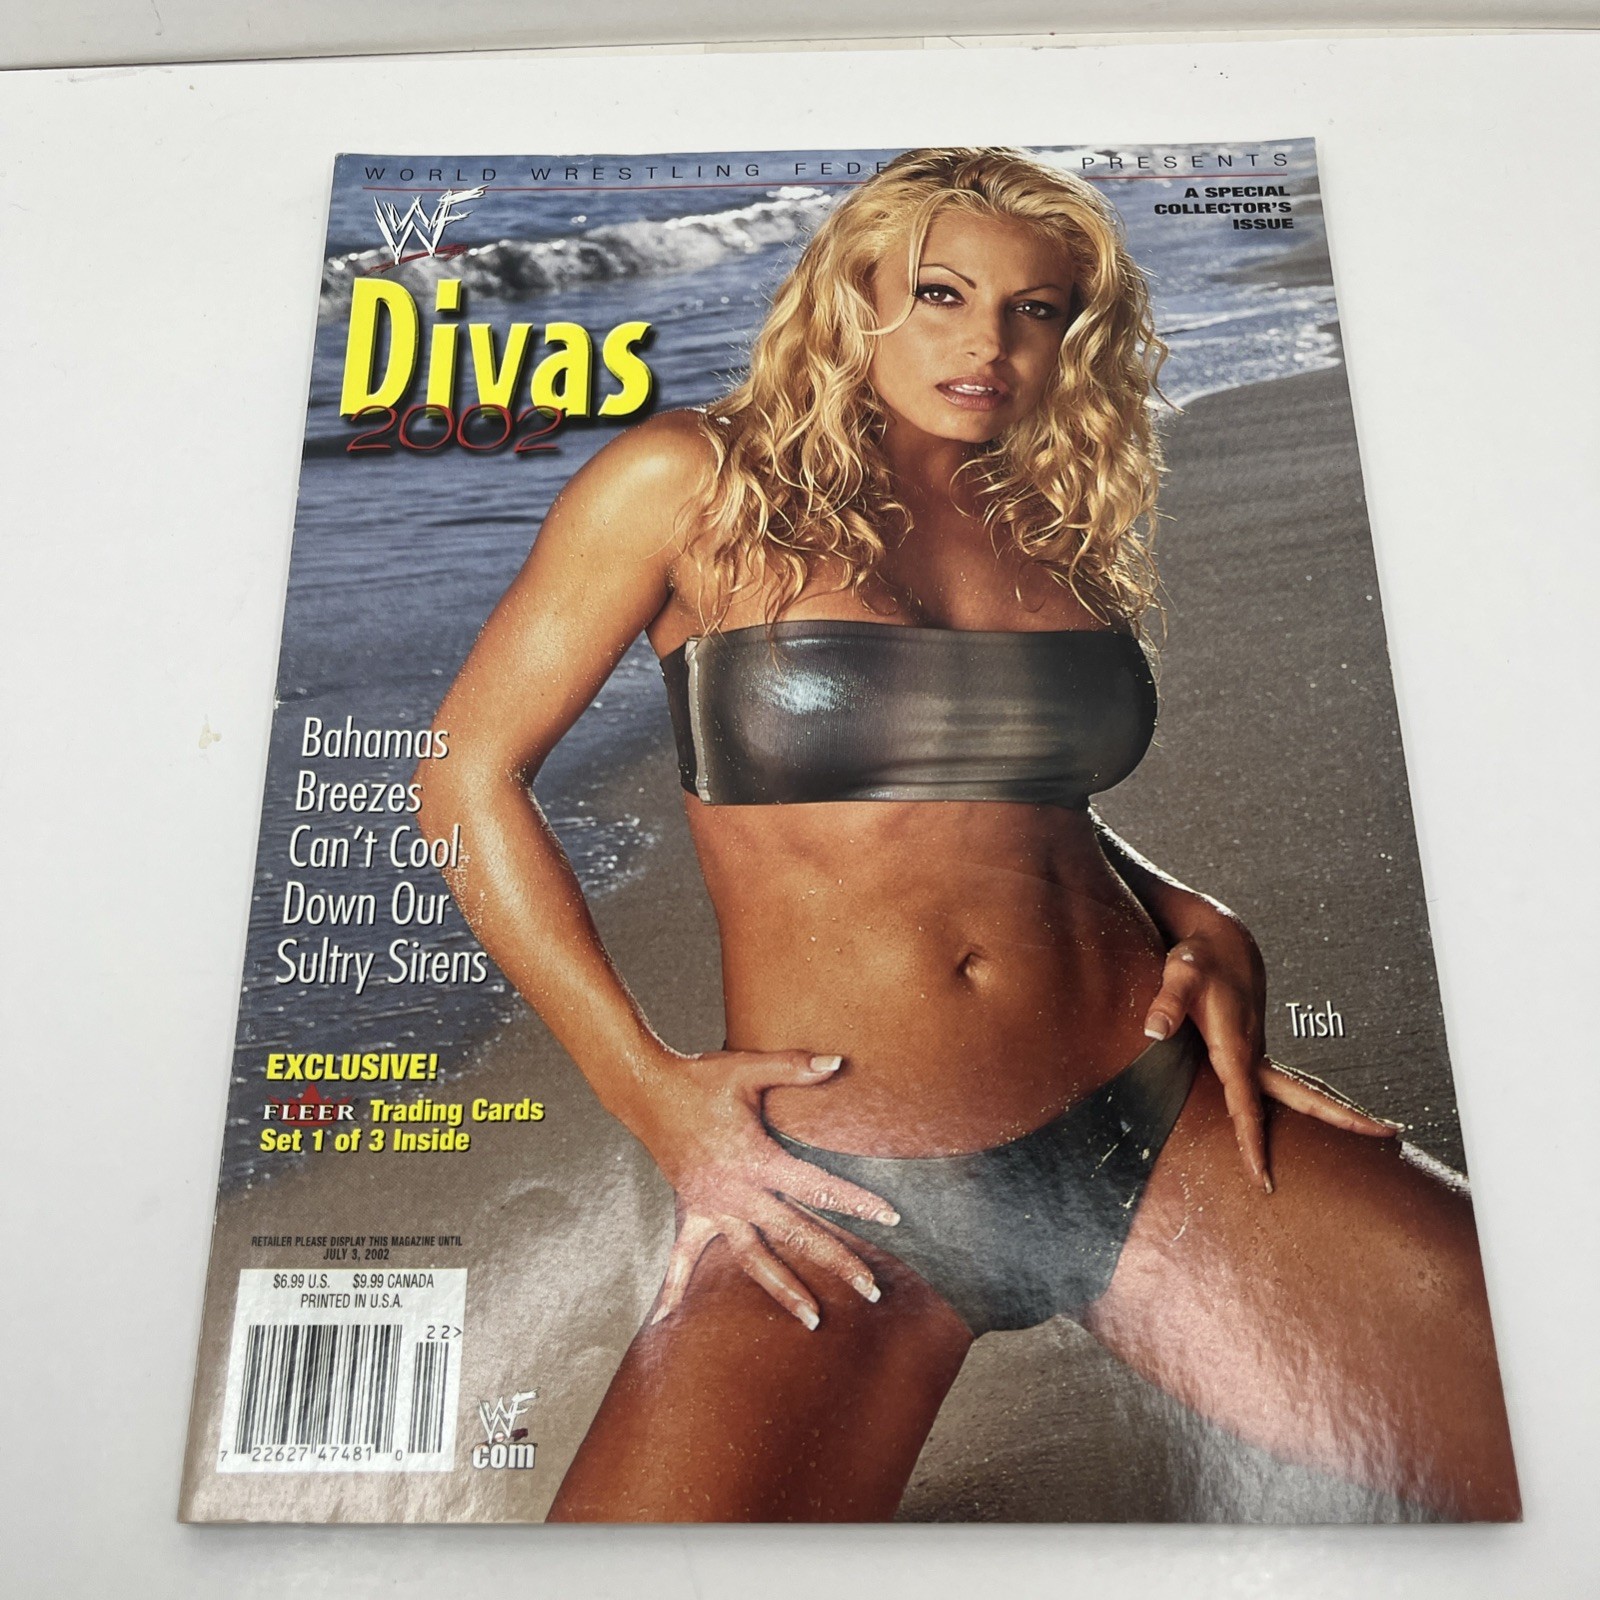 WORLD WRESTLING FEDE PRESENTS
A SPECIAL
COLLECTOR'S
ISSUE
WF
Divas
2002
Bahamas
Breezes
Can't Cool
Down Our
Sultry Sirens
Trish
EXCLUSIVE!
FLEER Trading Cards
Set 1 of 3 Inside
RETAILER PLEASE DISPLAY THIS MAGAZINE UNTIL
JULY 3, 2002
$6.99 U.S. $9.99 CANADA
PRINTED IN U.S.A.
22>
7 22627 47481 0
WF
com